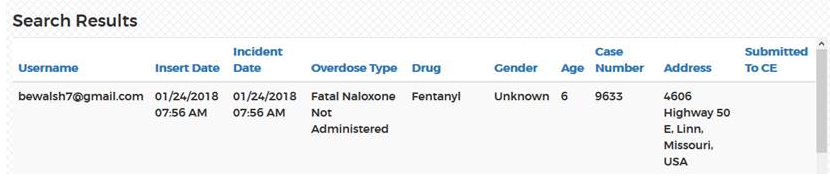 Search Results
Username Insert Date Incident Date Overdose Type Drug Gender Age Case Number Address Submitted To CE
bewalsh7@gmail.com 01/24/2018 07:56 AM 01/24/2018 07:56 AM Fatal Naloxone Not Administered Fentanyl Unknown 6 9633 4606 Highway 50 E, Linn, Missouri, USA